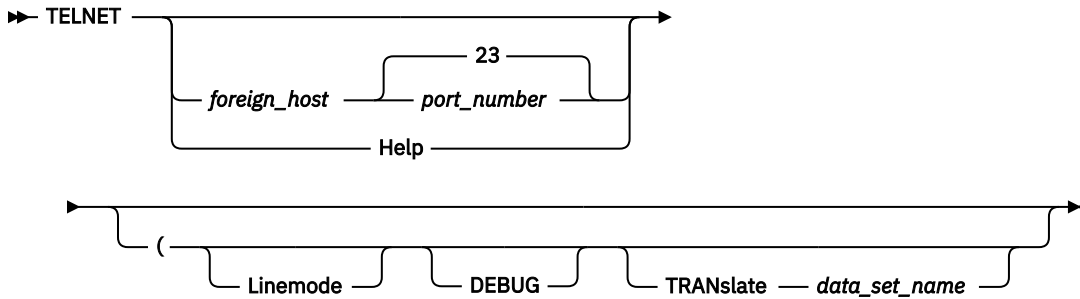 TELNET
23
foreign_host port_number
Help
(
Linemode DEBUG TRANslate data_set_name